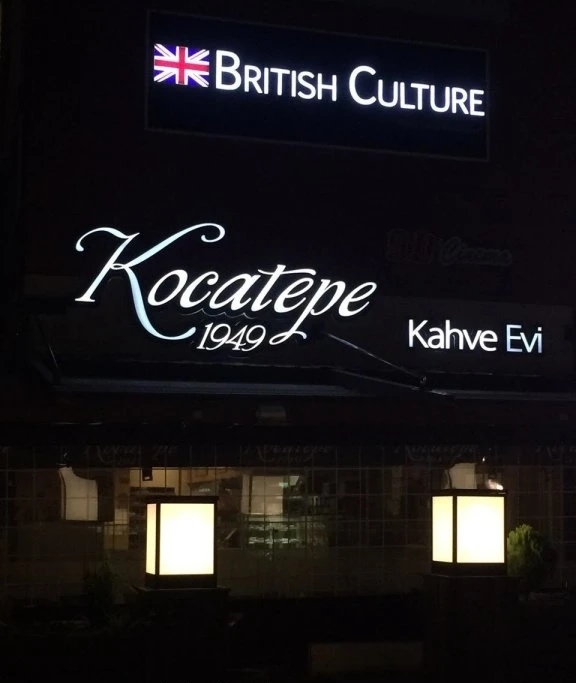 BRITISH CULTURE
Kocatepe
1949
Kahve Evi